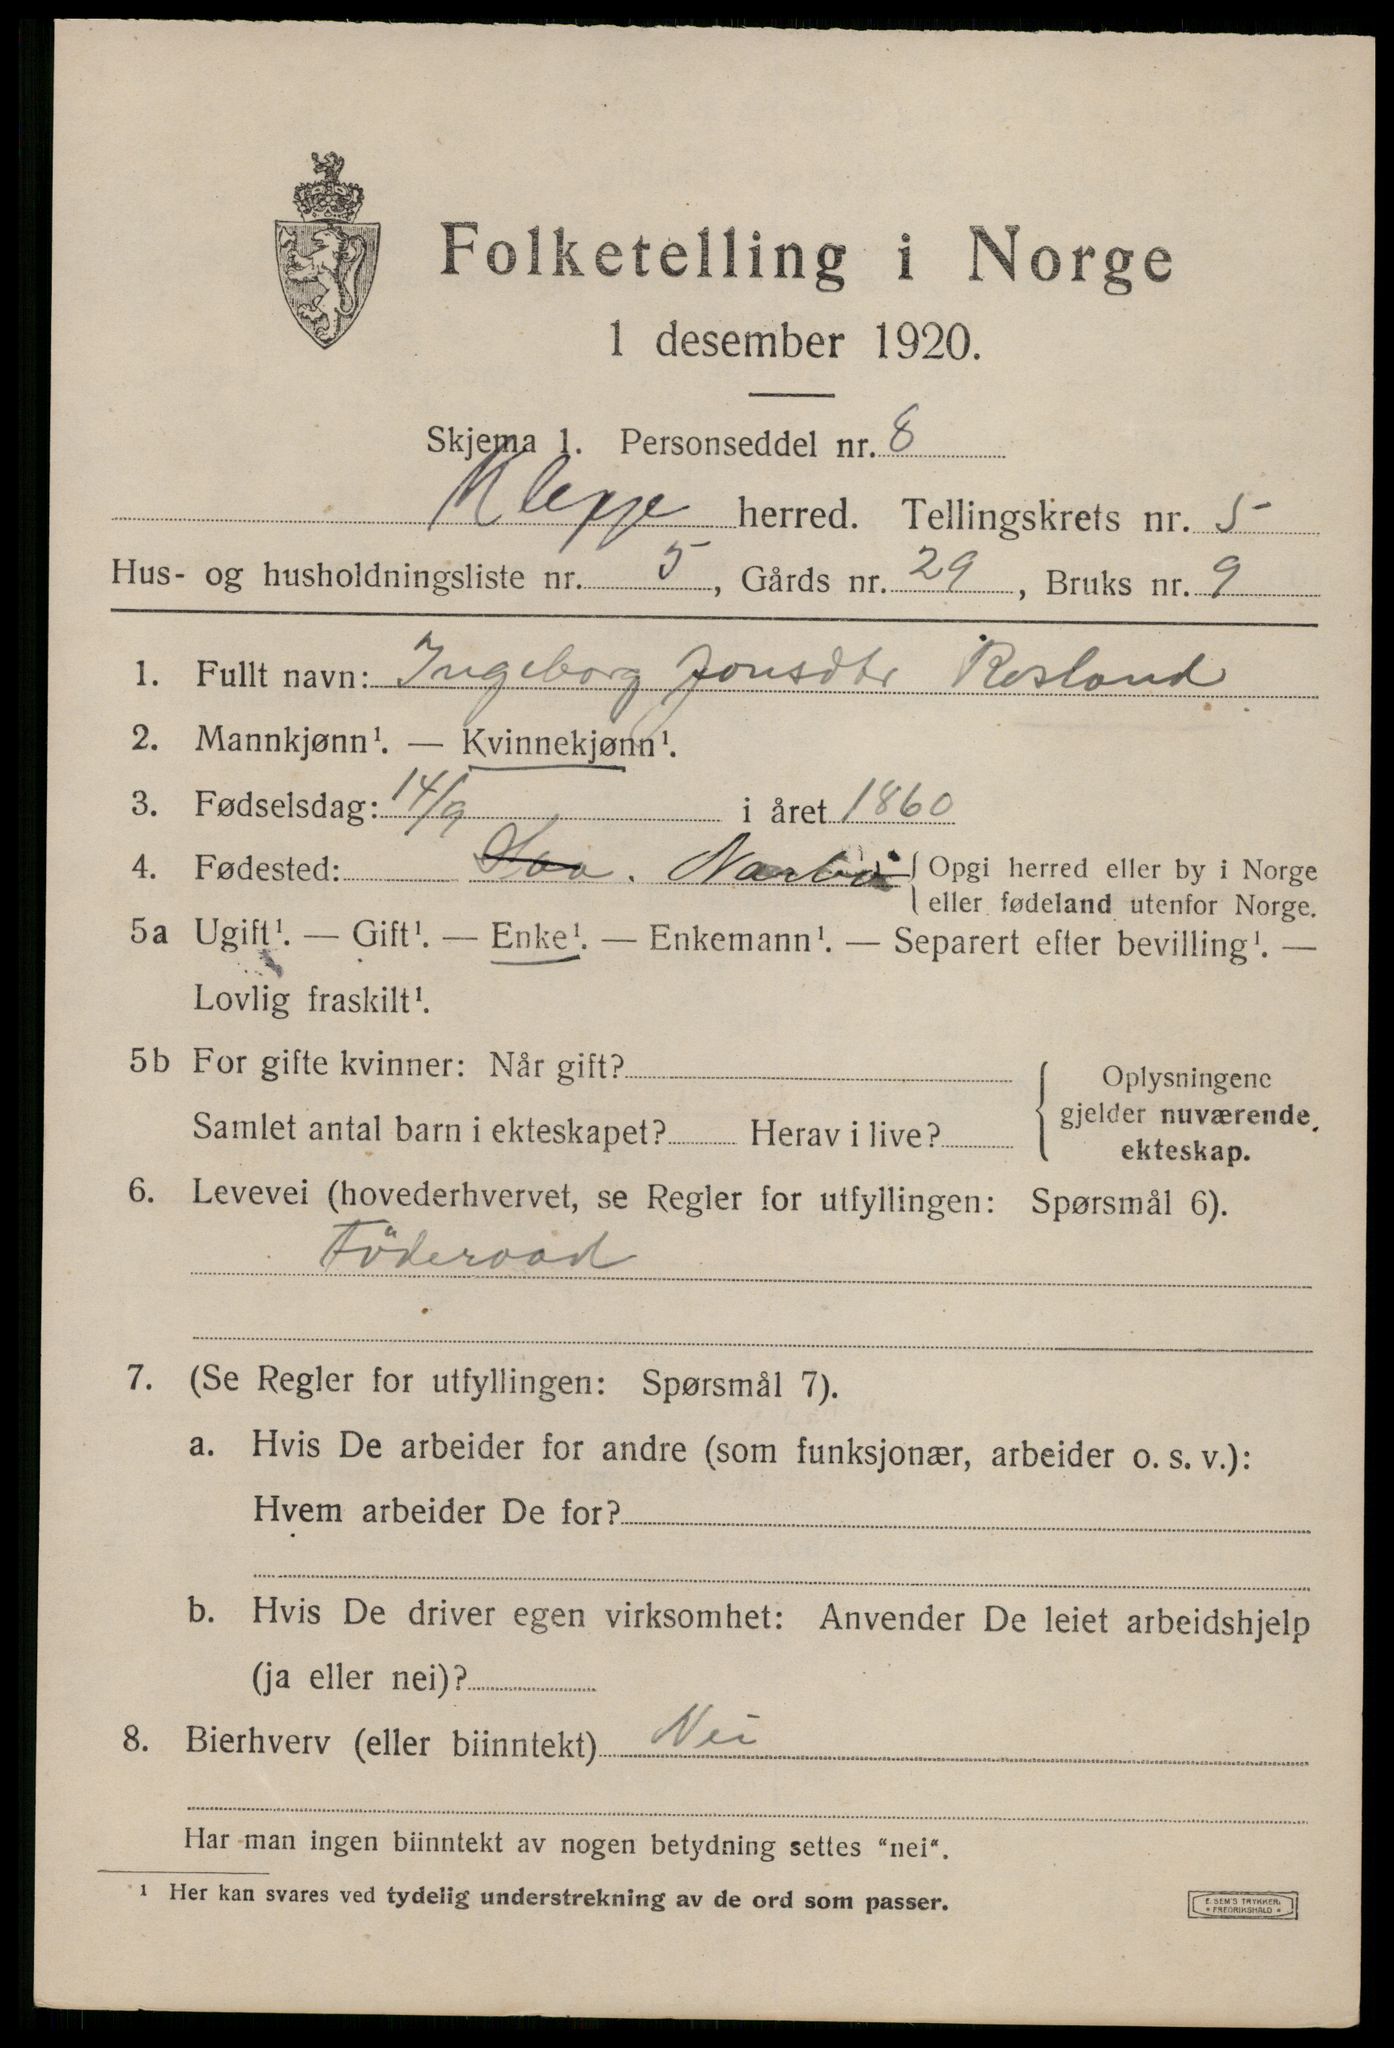 Folketelling i Norge
1 desember 1920.
Skjema 1. Personseddel nr. 8
Kleppe herred. Tellingskrets nr. 5
Hus- og husholdningsliste nr. 5, Gårds nr. 29, Bruks nr. 9
1. Fullt navn: Ingeborg Jonsdtr Rosland
2. Mannkjønn¹. — Kvinnekjønn¹.
3. Fødselsdag: 14/9 i året 1860
4. Fødested: Nærbø { Opgi herred eller by i Norge
eller fødeland utenfor Norge.
5a Ugift¹. — Gift¹. — Enke¹. — Enkemann¹. — Separert efter bevilling¹. —
Lovlig fraskilt¹.
5b For gifte kvinner: Når gift? { Oplysningene
gjelder nuværende
ekteskap.
Samlet antal barn i ekteskapet? Herav i live?
6. Levevei (hovederhvervet, se Regler for utfyllingen: Spørsmål 6).
Föderaad
7. (Se Regler for utfyllingen: Spørsmål 7).
a. Hvis De arbeider for andre (som funksjonær, arbeider o. s. v.):
Hvem arbeider De for?
b. Hvis De driver egen virksomhet: Anvender De leiet arbeidshjelp
(ja eller nei)?
8. Bierhverv (eller biinntekt) Nei
Har man ingen biinntekt av nogen betydning settes "nei".
¹ Her kan svares ved tydelig understrekning av de ord som passer.
E. SEM'S TRYKKERI
* FREDRIKSHALD *